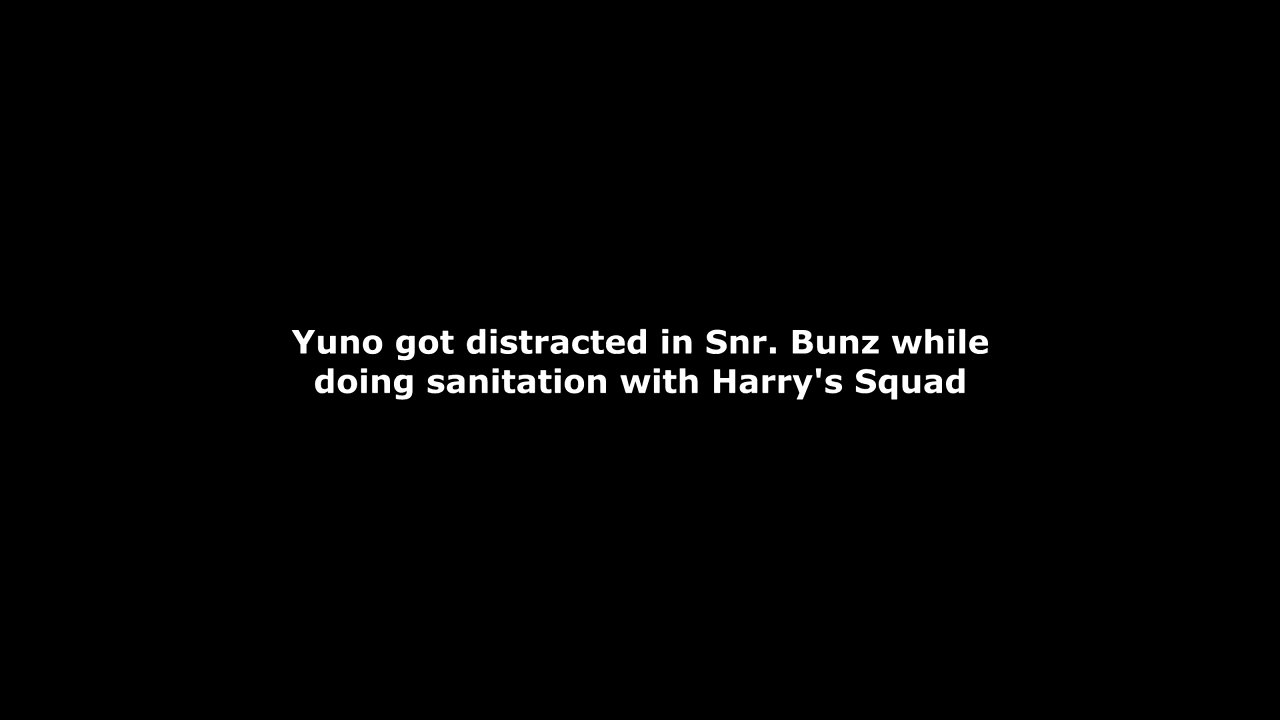 Yuno got distracted in Snr. Bunz while
doing sanitation with Harry's Squad